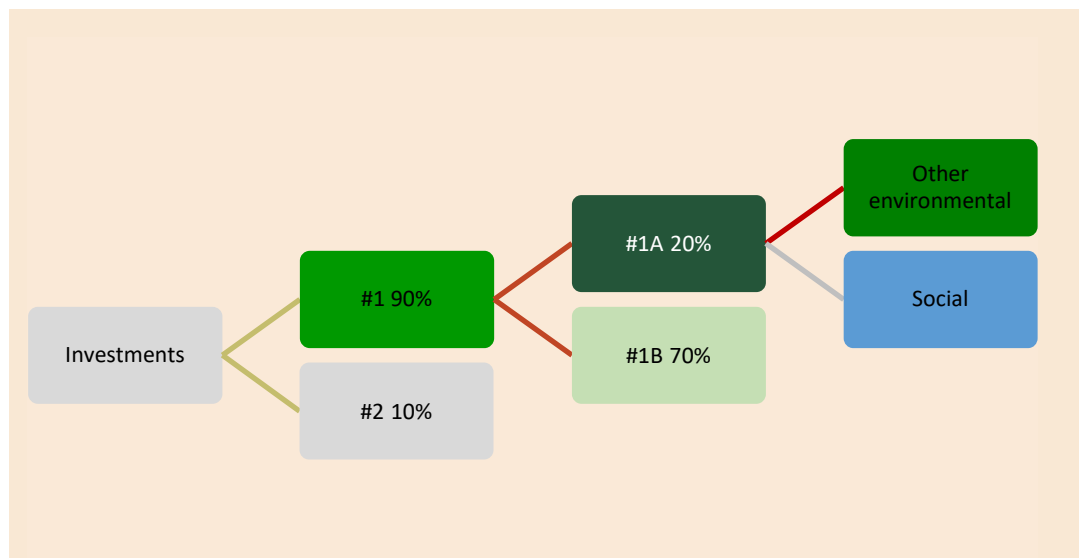 Investments
#1 90%
#2 10%
#1A 20%
#1B 70%
Other
environmental
Social